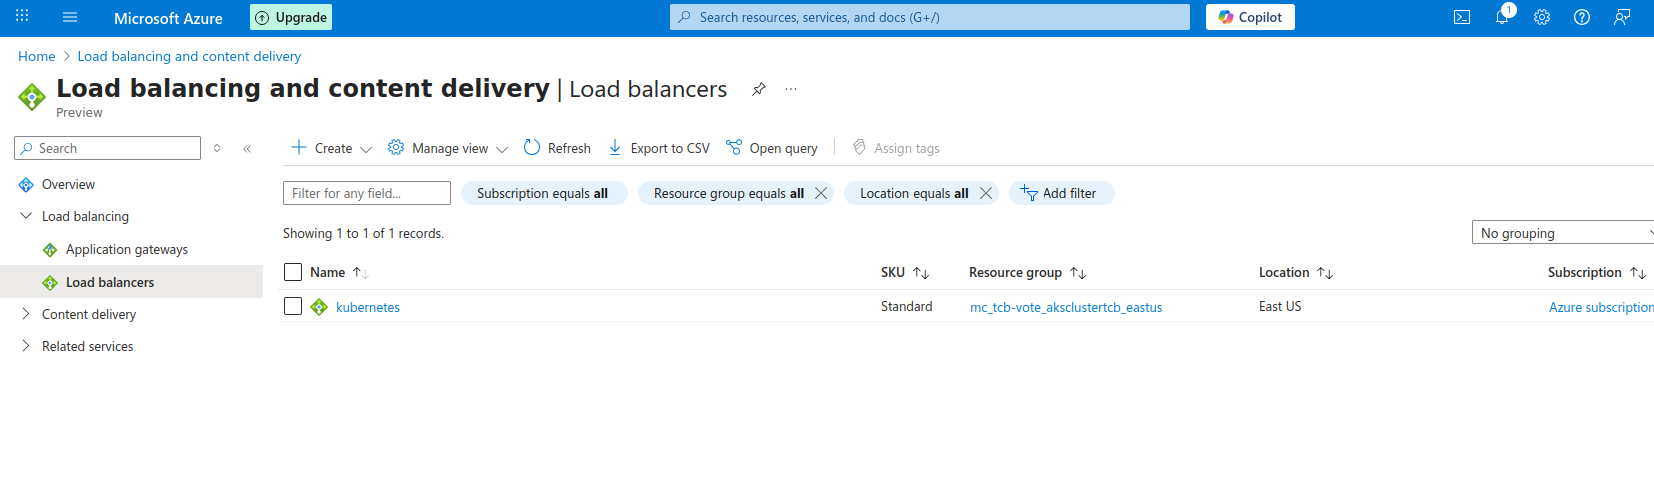 Microsoft Azure
Upgrade
Search resources, services, and docs (G+/)
Copilot
1
Home > Load balancing and content delivery
Load balancing and content delivery | Load balancers
Preview
Search
Create
Manage view
Refresh
Export to CSV
Open query
Assign tags
Overview
Load balancing
Application gateways
Load balancers
Content delivery
Related services
Filter for any field...
Subscription equals all
Resource group equals all
Location equals all
Add filter
Showing 1 to 1 of 1 records.
No grouping
Name
SKU
Resource group
Location
Subscription
kubernetes
Standard
mc_tcb-vote_aksclustertcb_eastus
East US
Azure subscription